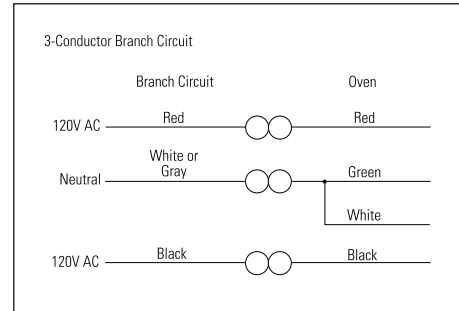 3-Conductor Branch Circuit
Branch Circuit Oven
120V AC Red Red
White or
Neutral Gray Green
White
120V AC Black Black